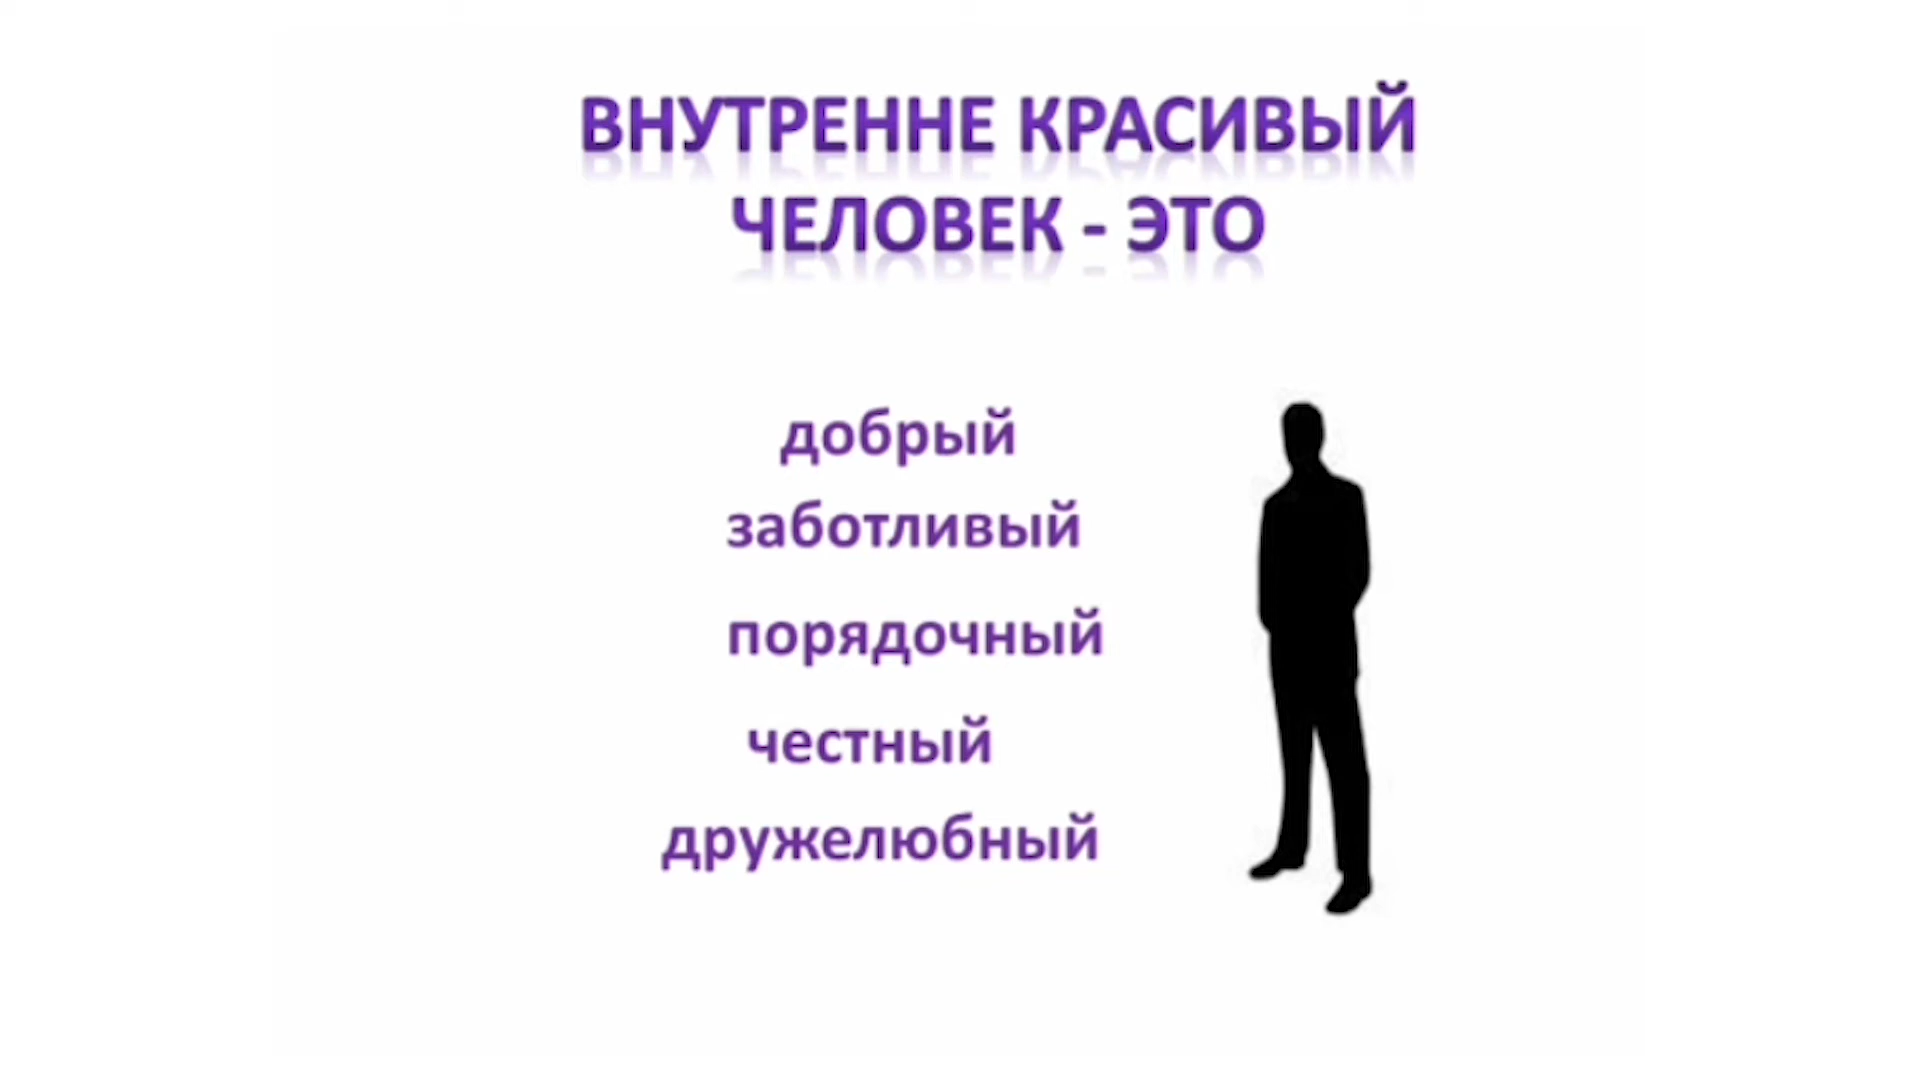 ВНУТРЕННЕ КРАСИВЫЙ
ЧЕЛОВЕК - ЭТО
добрый
заботливый
порядочный
честный
дружелюбный